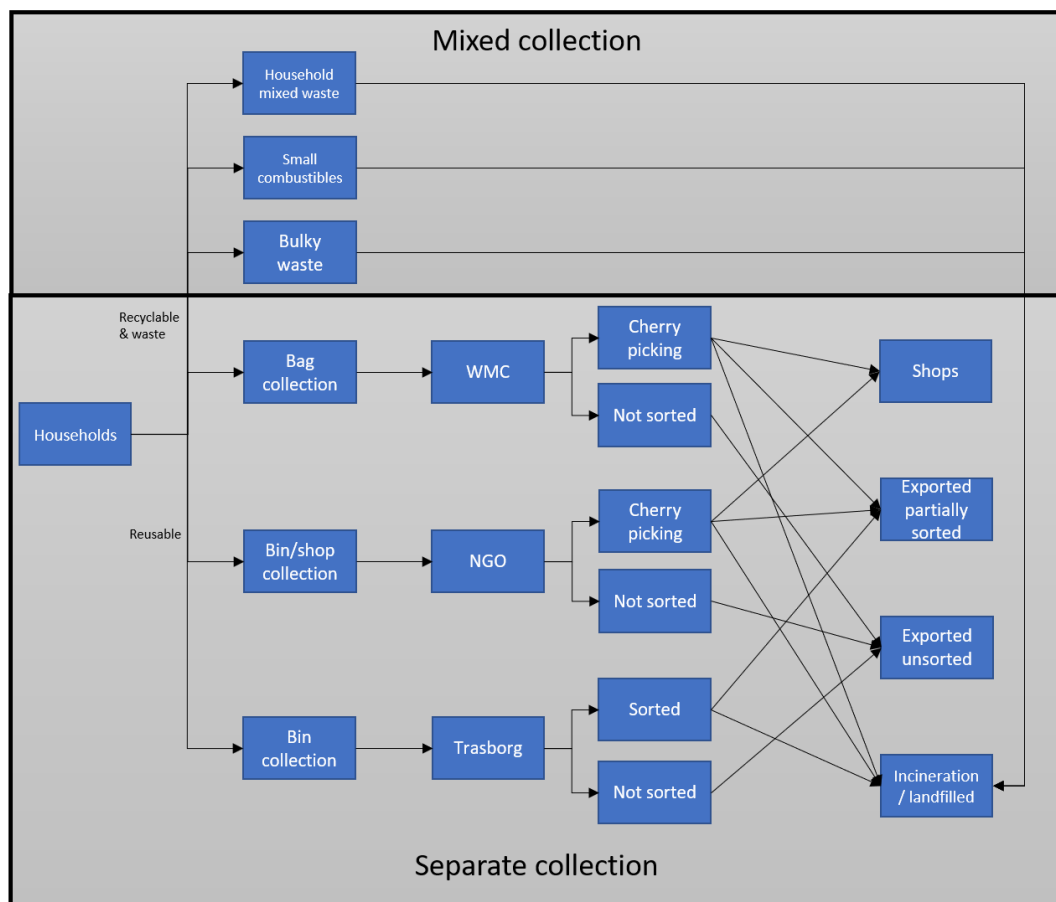 Mixed collection
Household
mixed waste
Small
combustibles
Bulky
waste
Recyclable
& waste
Bag
collection
WMC
Cherry
picking
Not sorted
Shops
Households
Reusable
Bin/shop
collection
NGO
Cherry
picking
Not sorted
Exported
partially
sorted
Exported
unsorted
Bin
collection
Trasborg
Sorted
Not sorted
Incineration
/ landfilled
Separate collection